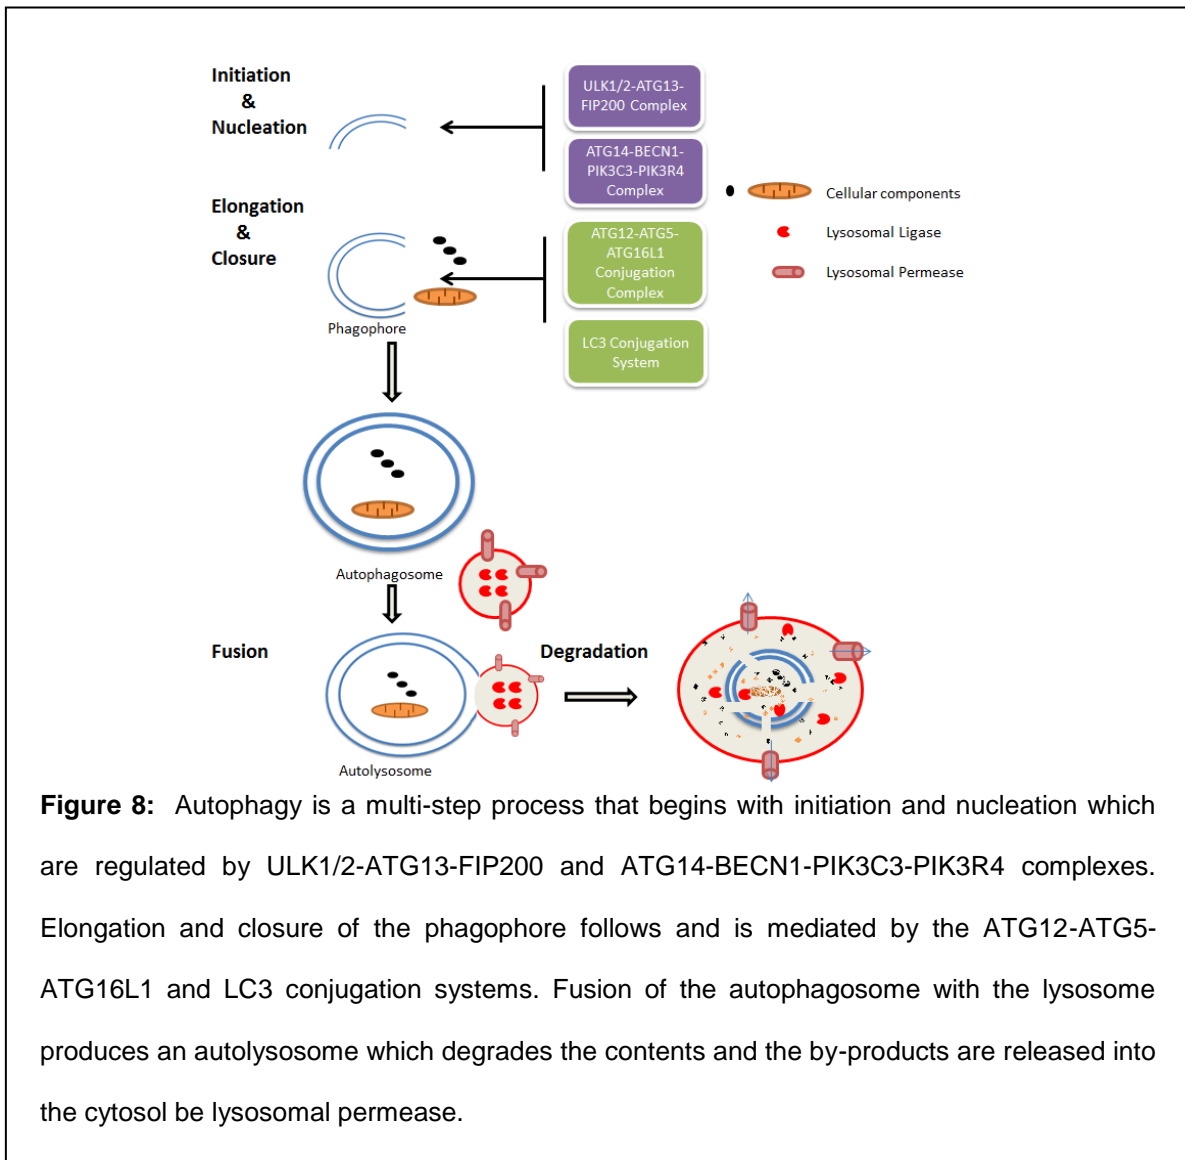 Initiation
&
Nucleation
ULK1/2-ATG13-
FIP200 Complex
ATG14-BECN1-
PIK3C3-PIK3R4
Complex
Elongation
&
Closure
ATG12-ATG5-
ATG16L1
Conjugation
Complex
LC3 Conjugation
System
Cellular components
Lysosomal Ligase
Lysosomal Permease
Phagophore
Autophagosome
Fusion
Degradation
Autolysosome
Figure 8: Autophagy is a multi-step process that begins with initiation and nucleation which
are regulated by ULK1/2-ATG13-FIP200 and ATG14-BECN1-PIK3C3-PIK3R4 complexes.
Elongation and closure of the phagophore follows and is mediated by the ATG12-ATG5-
ATG16L1 and LC3 conjugation systems. Fusion of the autophagosome with the lysosome
produces an autolysosome which degrades the contents and the by-products are released into
the cytosol be lysosomal permease.